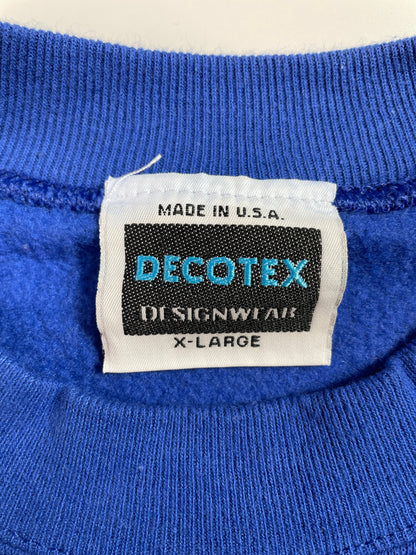 MADE IN U.S.A.
DECOTEX
DESIGNWEAR
X-LARGE